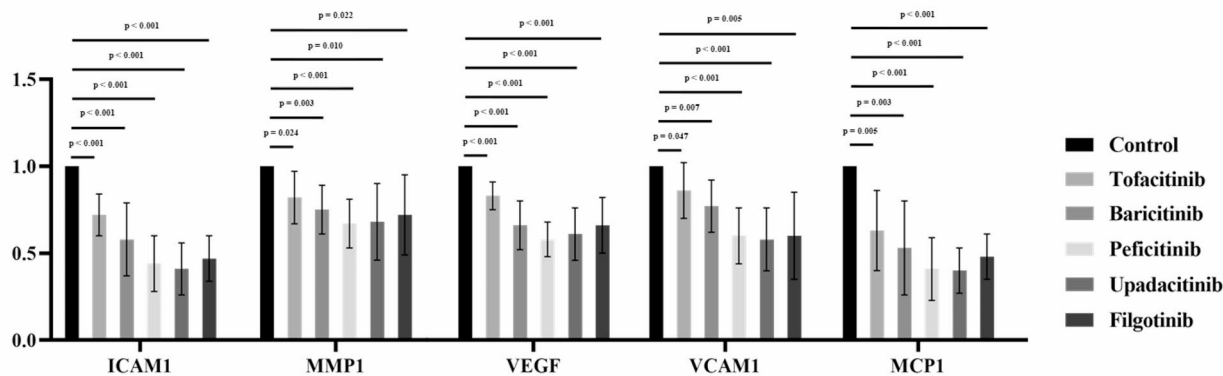 p < 0.001
p = 0.022
p < 0.001
p = 0.005
p < 0.001
p < 0.001
p = 0.010
p < 0.001
p < 0.001
p < 0.001
p < 0.001
p < 0.001
p < 0.001
p < 0.001
p < 0.001
p < 0.001
p = 0.003
p < 0.001
p = 0.007
p = 0.003
p < 0.001
p = 0.024
p < 0.001
p = 0.047
p = 0.005
1.5
1.0
0.5
0.0
ICAM1 MMP1 VEGF VCAM1 MCP1
Control
Tofacitinib
Baricitinib
Peficitinib
Upadacitinib
Filgotinib